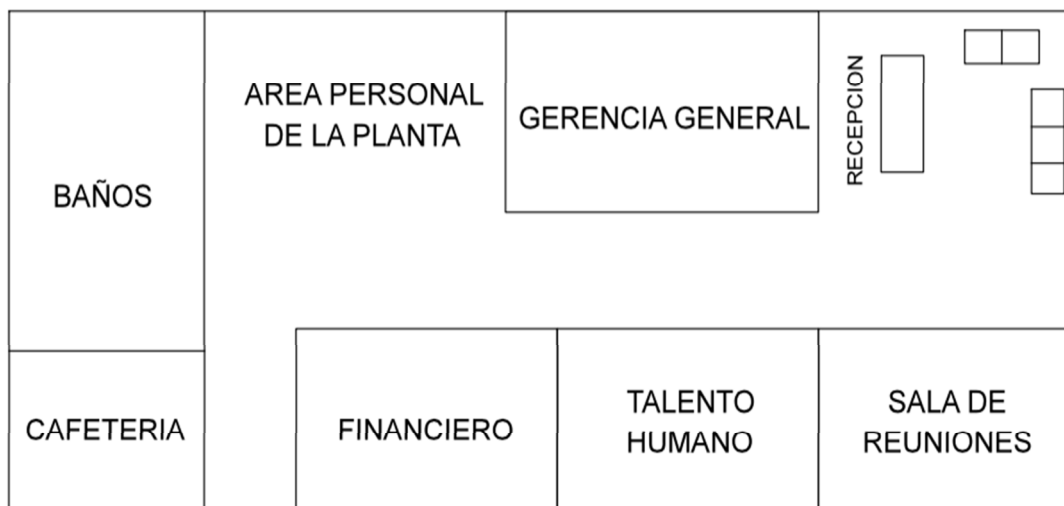 BAÑOS
AREA PERSONAL
DE LA PLANTA
GERENCIA GENERAL
RECEPCION
CAFETERIA
FINANCIERO
TALENTO
HUMANO
SALA DE
REUNIONES